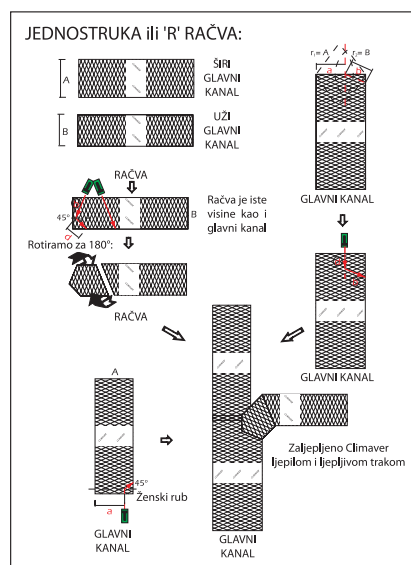 JEDNOSTRUKA ili 'R' RAČVA:
A
ŠIRI
GLAVNI
KANAL
B
UŽI
GLAVNI
KANAL
r₁= A
r₂= B
a
b
GLAVNI KANAL
RAČVA
45°
d
B
Račva je iste
visine kao i
glavni kanal
Rotiramo za 180°:
RAČVA
GLAVNI KANAL
A
45°
Ženski rub
a
GLAVNI
KANAL
Zaljepljeno Climaver
ljepilom i ljepljivom trakom
GLAVNI
KANAL